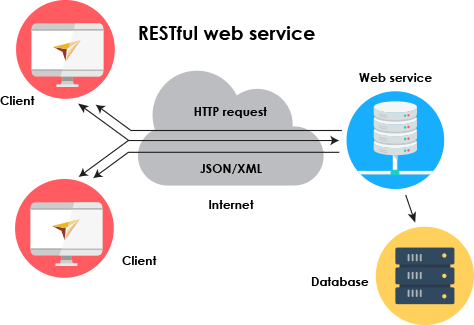 RESTful web service
Web service
Client
HTTP request
JSON/XML
Internet
Client
Database